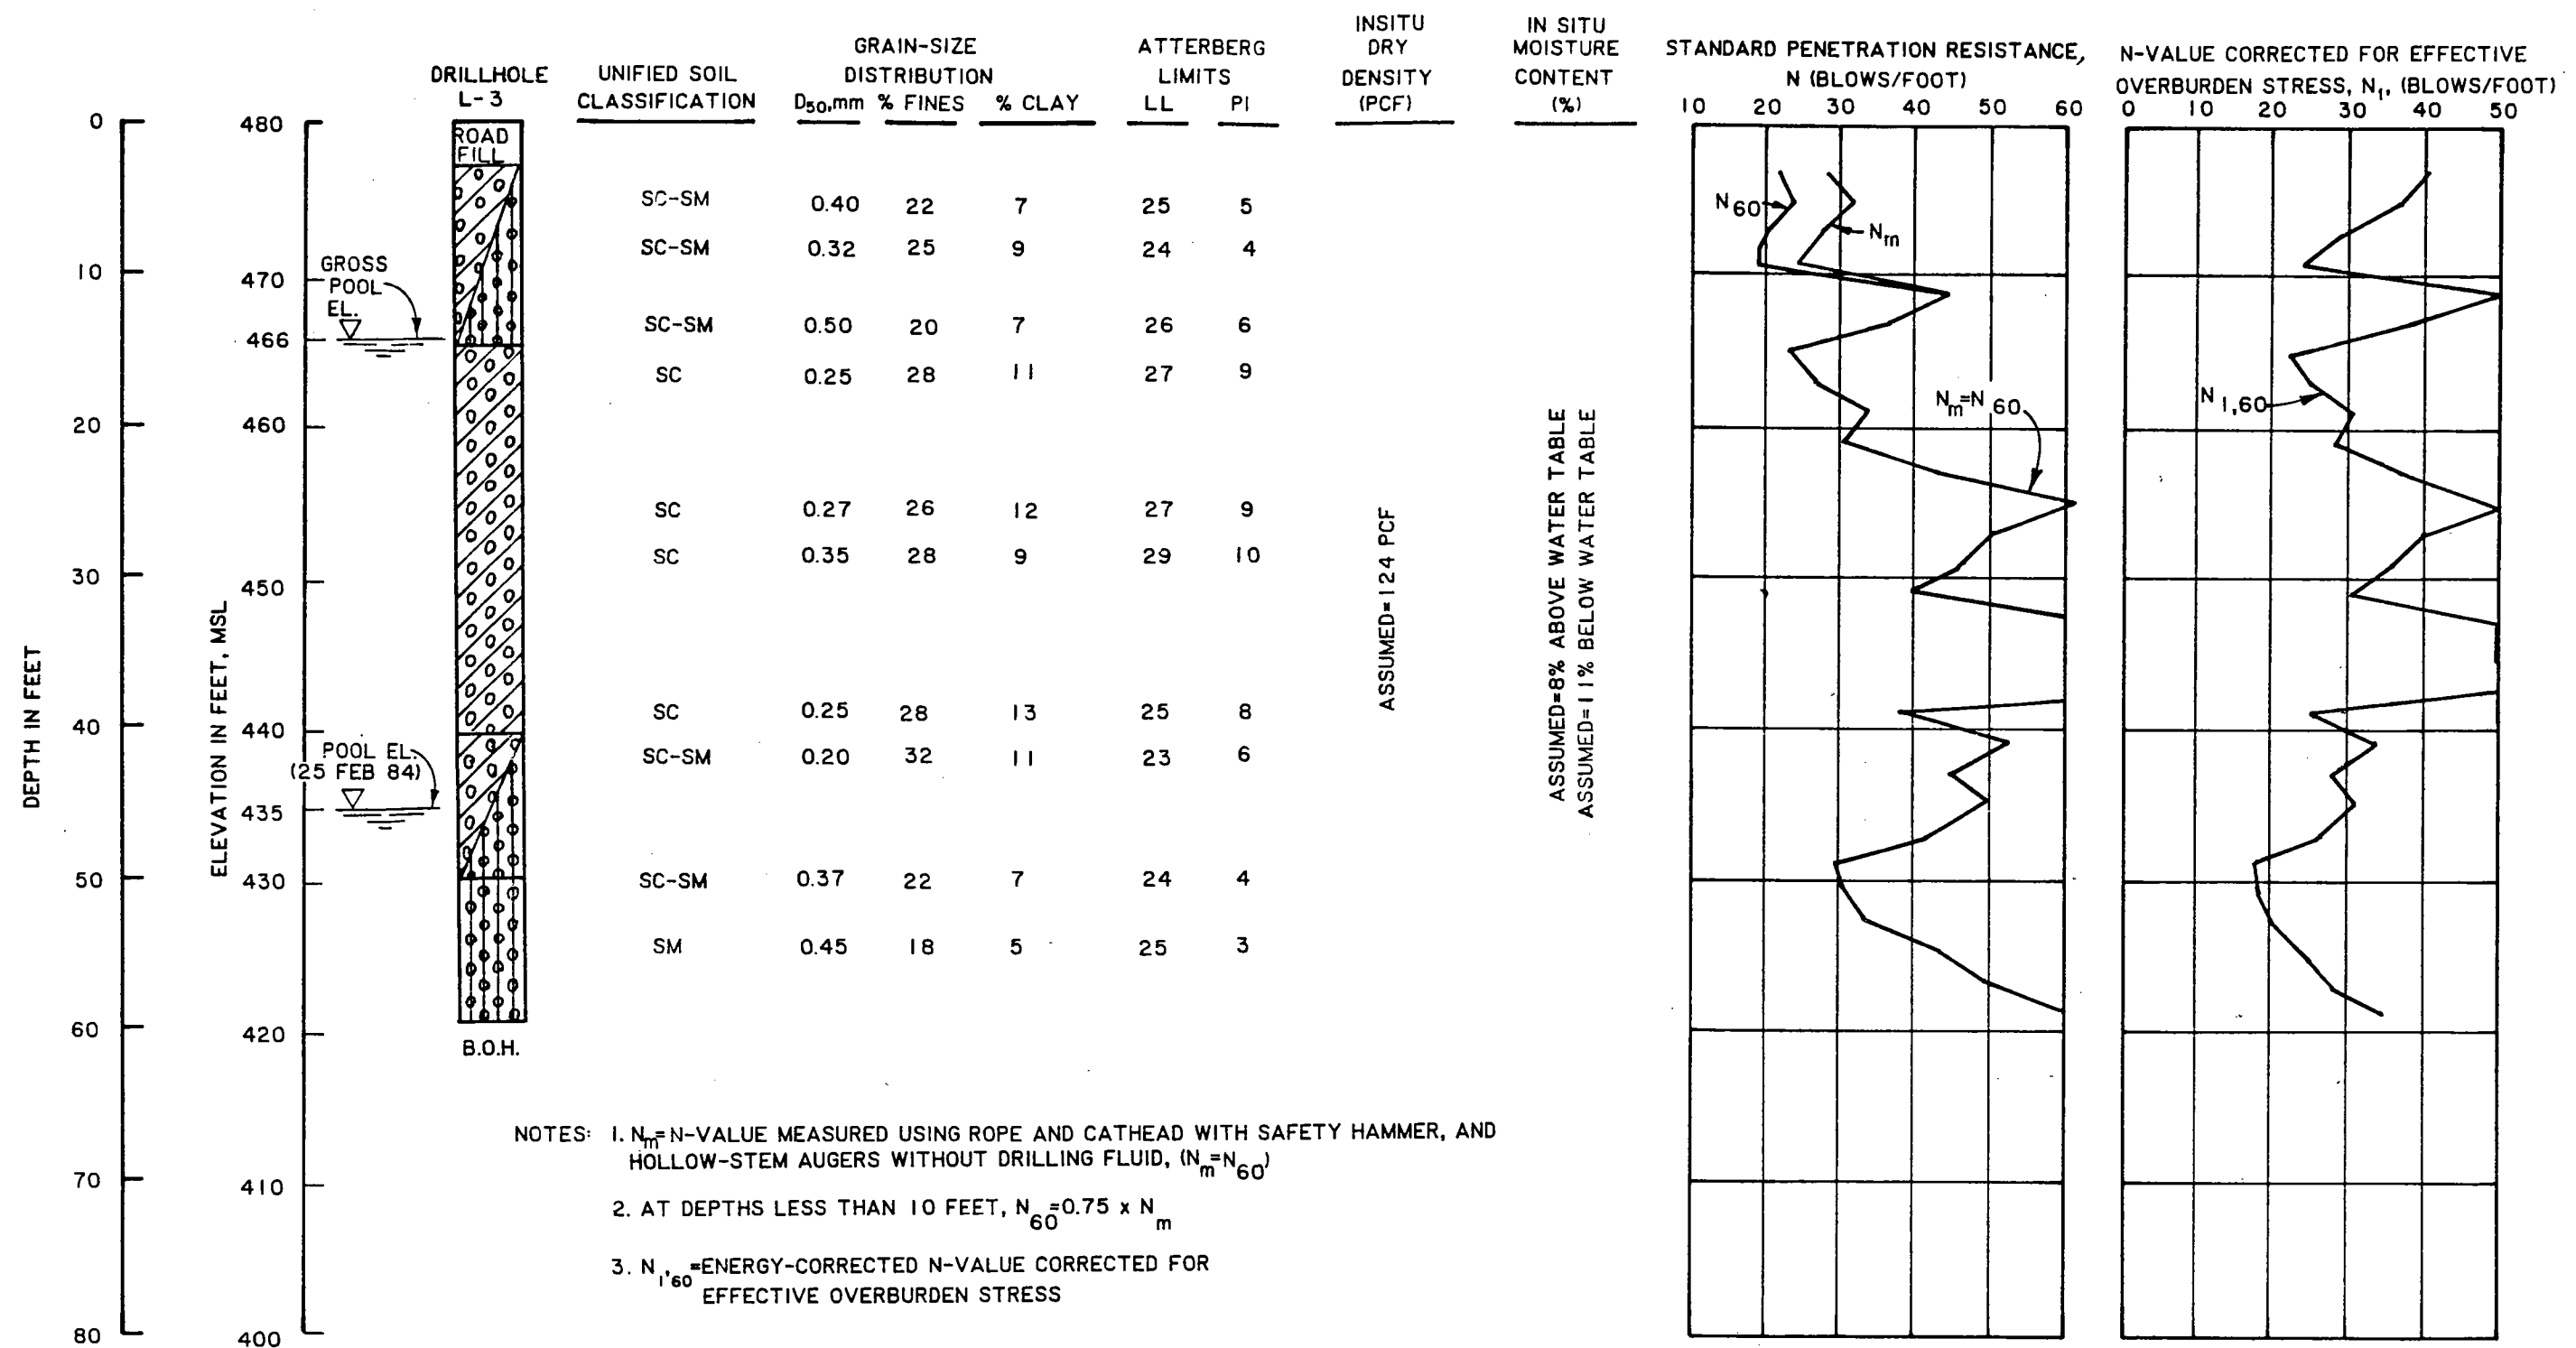 DRILLHOLE
L-3
UNIFIED SOIL
CLASSIFICATION
GRAIN-SIZE
DISTRIBUTION
D50,mm % FINES % CLAY
ATTERBERG
LIMITS
LL PI
INSITU
DRY
DENSITY
(PCF)
IN SITU
MOISTURE
CONTENT
(%)
STANDARD PENETRATION RESISTANCE,
N (BLOWS/FOOT)
10 20 30 40 50 60
N-VALUE CORRECTED FOR EFFECTIVE
OVERBURDEN STRESS, N1, (BLOWS/FOOT)
0 10 20 30 40 50
DEPTH IN FEET
0
10
20
30
40
50
60
70
80
ELEVATION IN FEET, MSL
480
470
466
460
450
440
435
430
420
410
400
GROSS
POOL
EL.
POOL EL.
(25 FEB 84)
ROAD
FILL
B.O.H.
SC-SM 0.40 22 7 25 5
SC-SM 0.32 25 9 24 4
SC-SM 0.50 20 7 26 6
SC 0.25 28 11 27 9
SC 0.27 26 12 27 9
SC 0.35 28 9 29 10
SC 0.25 28 13 25 8
SC-SM 0.20 32 11 23 6
SC-SM 0.37 22 7 24 4
SM 0.45 18 5 25 3
ASSUMED=124 PCF
ASSUMED=8% ABOVE WATER TABLE
ASSUMED=11% BELOW WATER TABLE
N60
Nm
Nm=N60
N1,60
NOTES: 1. Nm=N-VALUE MEASURED USING ROPE AND CATHEAD WITH SAFETY HAMMER, AND
HOLLOW-STEM AUGERS WITHOUT DRILLING FLUID, (Nm=N60)
2. AT DEPTHS LESS THAN 10 FEET, N60=0.75 x Nm
3. N1,60=ENERGY-CORRECTED N-VALUE CORRECTED FOR
EFFECTIVE OVERBURDEN STRESS